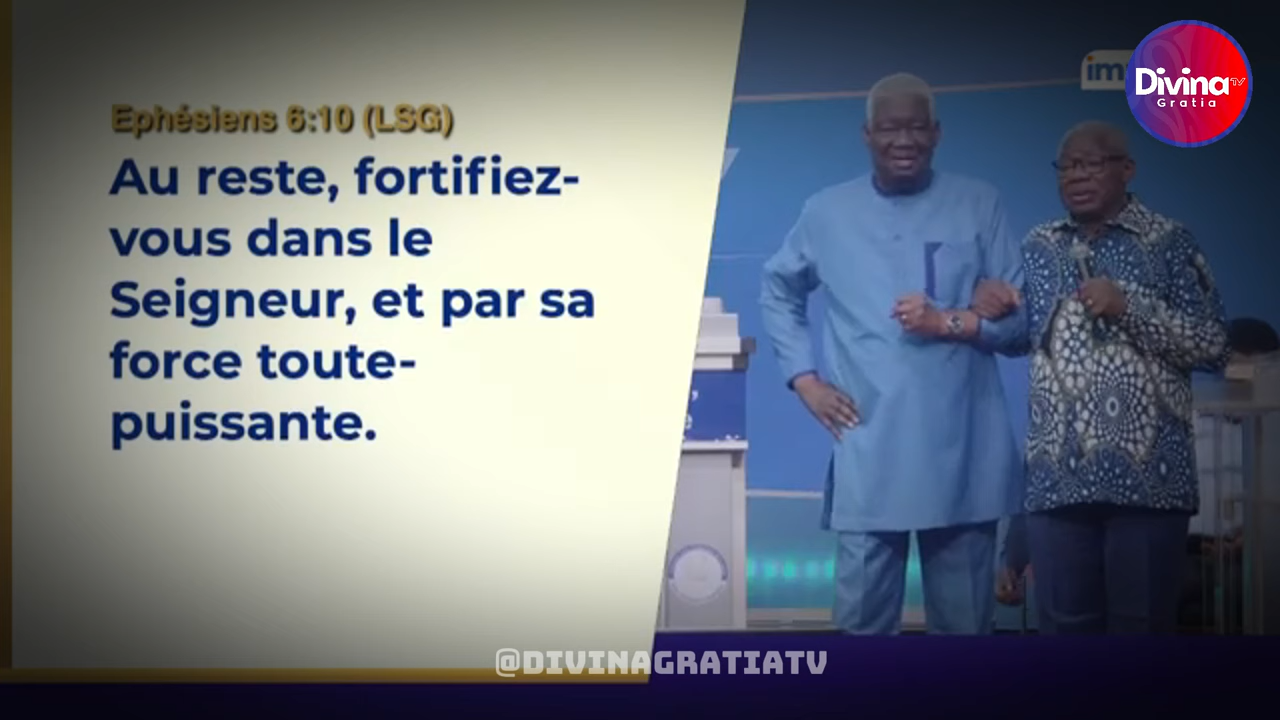 Ephésiens 6:10 (LSG)
Au reste, fortifiez-
vous dans le
Seigneur, et par sa
force toute-
puissante.
Divina TV
Gratia
@DIVINAGRATIATV